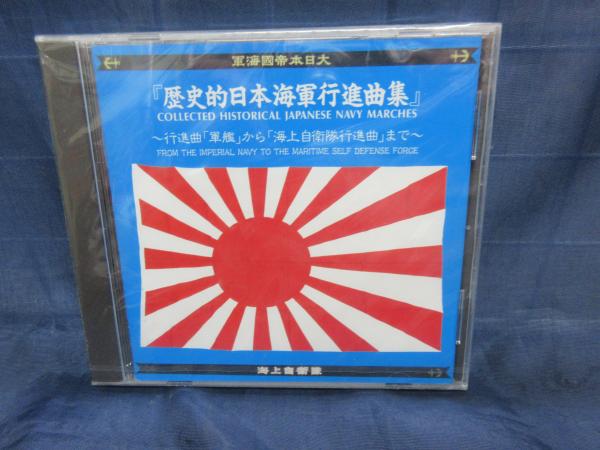 軍海國帝本日大
『歴史的日本海軍行進曲集』
COLLECTED HISTORICAL JAPANESE NAVY MARCHES
～行進曲「軍艦」から「海上自衛隊行進曲」まで～
FROM THE IMPERIAL NAVY TO THE MARITIME SELF DEFENSE FORCE
海上自衛隊